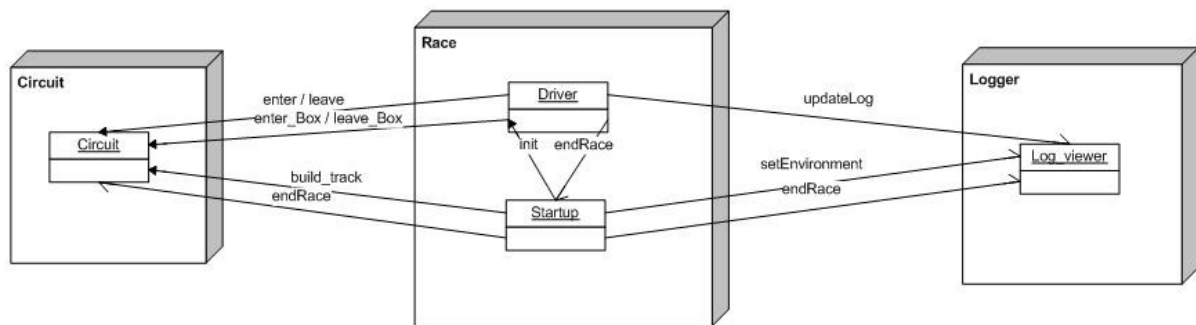 Race
Circuit
Logger
Driver
enter / leave
updateLog
enter_Box / leave_Box
Circuit
init
endRace
Log_viewer
setEnvironment
build_track
endRace
endRace
Startup